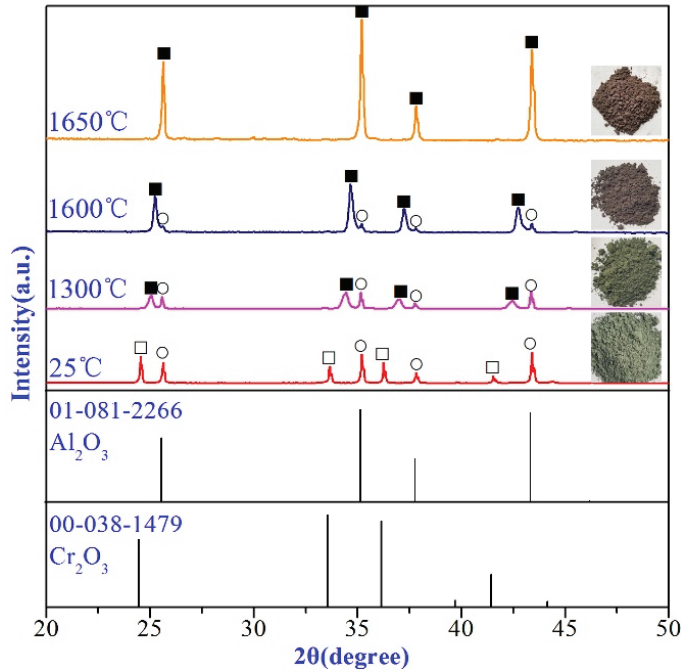 1650℃
1600℃
1300℃
25℃
01-081-2266
Al₂O₃
00-038-1479
Cr₂O₃
Intensity(a.u.)
20 25 30 35 40 45 50
2θ(degree)